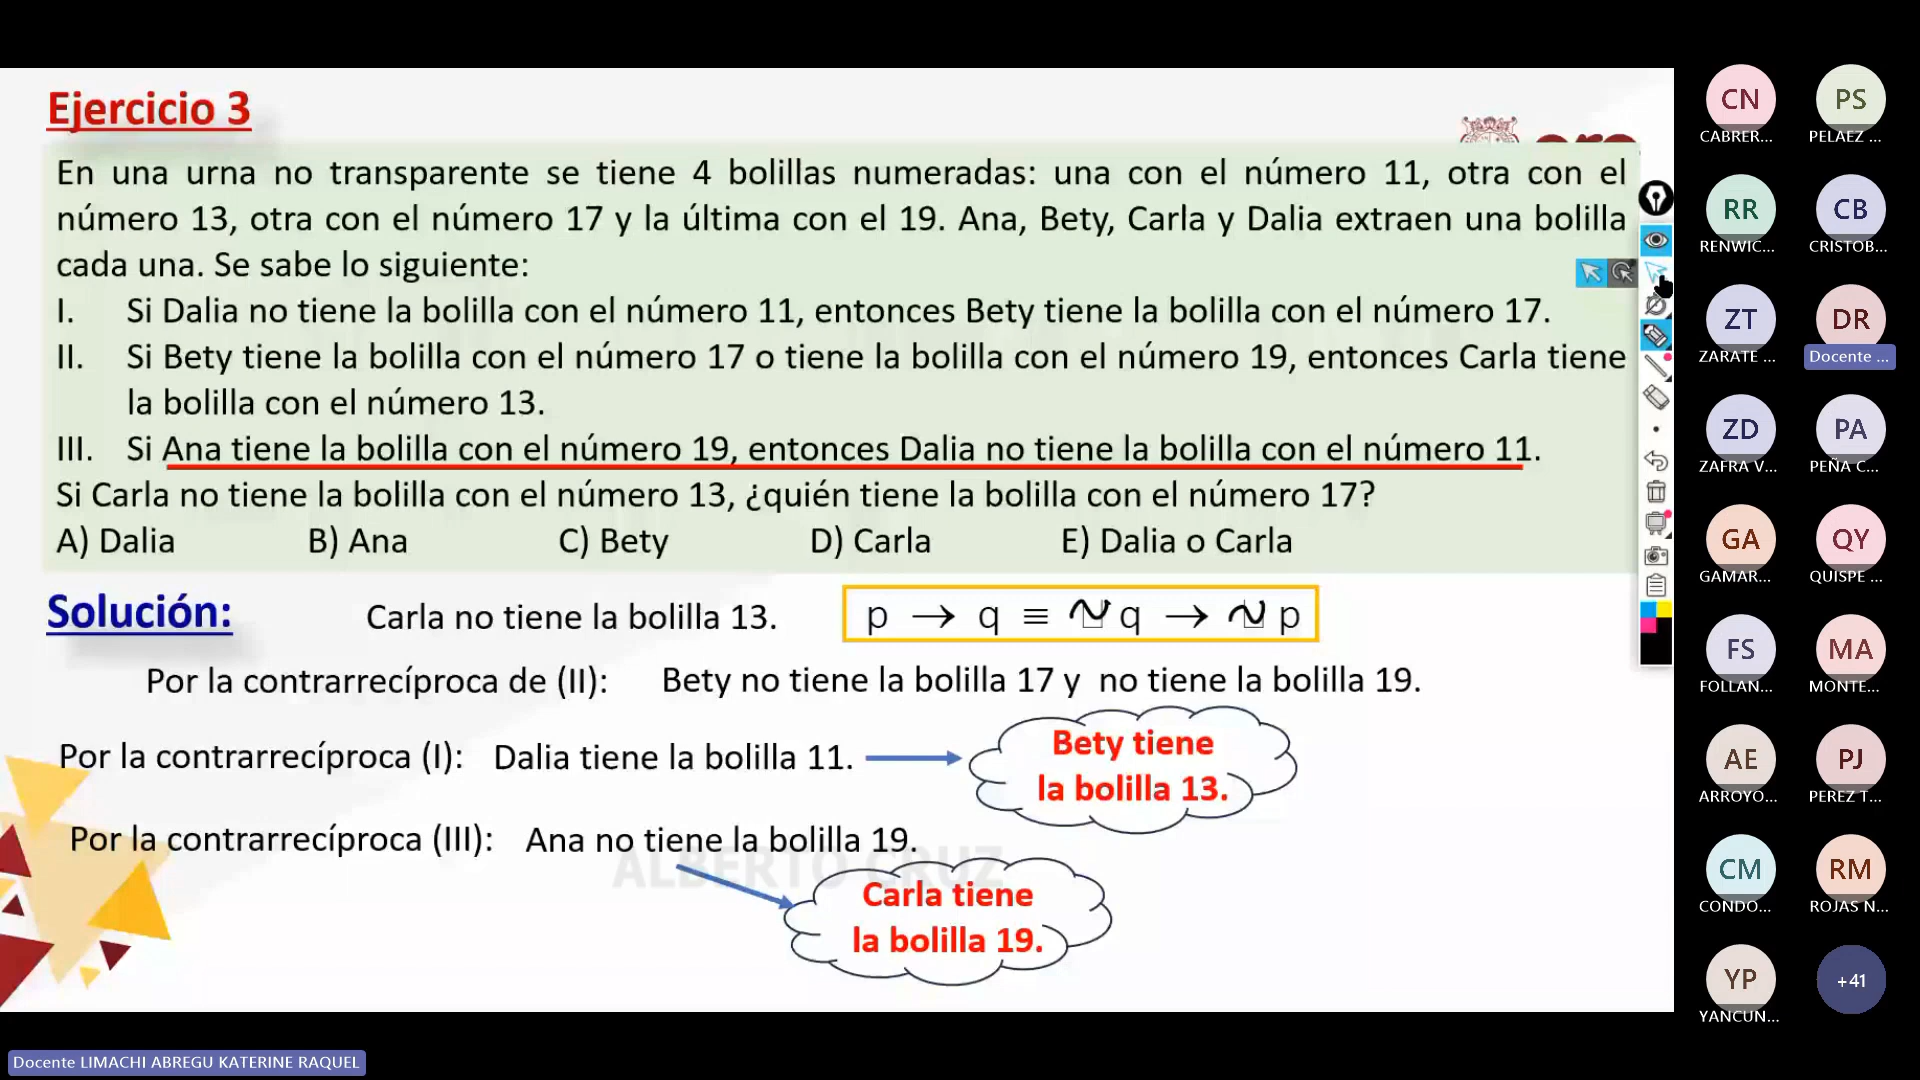 Ejercicio 3
En una urna no transparente se tiene 4 bolillas numeradas: una con el número 11, otra con el
número 13, otra con el número 17 y la última con el 19. Ana, Bety, Carla y Dalia extraen una bolilla
cada una. Se sabe lo siguiente:
I. Si Dalia no tiene la bolilla con el número 11, entonces Bety tiene la bolilla con el número 17.
II. Si Bety tiene la bolilla con el número 17 o tiene la bolilla con el número 19, entonces Carla tiene
la bolilla con el número 13.
III. Si Ana tiene la bolilla con el número 19, entonces Dalia no tiene la bolilla con el número 11.
Si Carla no tiene la bolilla con el número 13, ¿quién tiene la bolilla con el número 17?
A) Dalia B) Ana C) Bety D) Carla E) Dalia o Carla
Solución: Carla no tiene la bolilla 13. p → q ≡ ~ q → ~ p
Por la contrarrecíproca de (II): Bety no tiene la bolilla 17 y no tiene la bolilla 19.
Por la contrarrecíproca (I): Dalia tiene la bolilla 11.
Bety tiene
la bolilla 13.
Por la contrarrecíproca (III): Ana no tiene la bolilla 19.
ALBERTO CRUZ
Carla tiene
la bolilla 19.
CN PS
CABRER... PELAEZ ...
RR CB
RENWIC... CRISTOB...
ZT DR
ZARATE ... Docente ...
ZD PA
ZAFRA V... PEÑA C...
GA QY
GAMAR... QUISPE ...
FS MA
FOLLAN... MONTE...
AE PJ
ARROYO... PEREZ T...
CM RM
CONDO... ROJAS N...
YP +41
YANCUN...
Docente LIMACHI ABREGU KATERINE RAQUEL